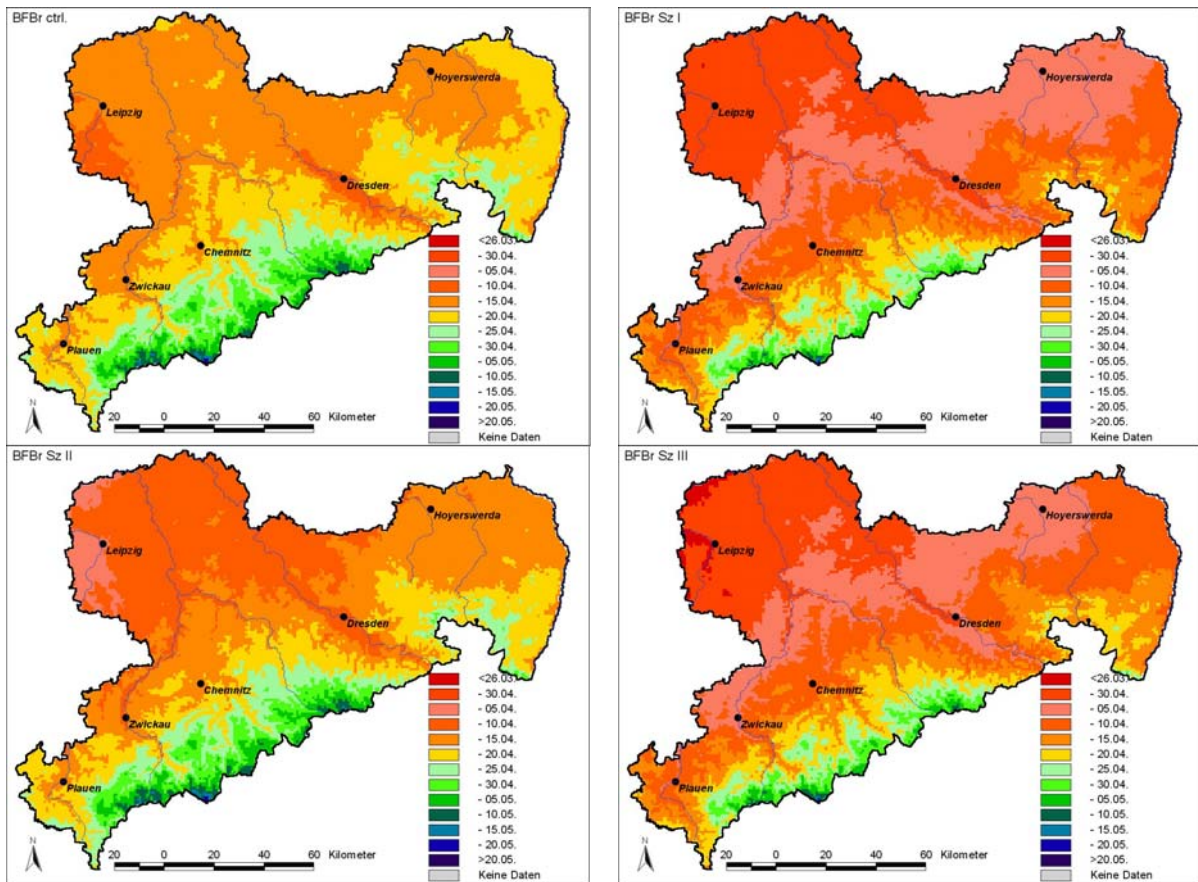 BFBr ctrl.
Leipzig
Hoyerswerda
Dresden
Chemnitz
Zwickau
Plauen
<26.03.
- 30.04.
- 05.04.
- 10.04.
- 15.04.
- 20.04.
- 25.04.
- 30.04.
- 05.05.
- 10.05.
- 15.05.
- 20.05.
>20.05.
Keine Daten
N
20 0 20 40 60 Kilometer
BFBr Sz I
Leipzig
Hoyerswerda
Dresden
Chemnitz
Zwickau
Plauen
<26.03.
- 30.04.
- 05.04.
- 10.04.
- 15.04.
- 20.04.
- 25.04.
- 30.04.
- 05.05.
- 10.05.
- 15.05.
- 20.05.
>20.05.
Keine Daten
N
20 0 20 40 60 Kilometer
BFBr Sz II
Leipzig
Hoyerswerda
Dresden
Chemnitz
Zwickau
Plauen
<26.03.
- 30.04.
- 05.04.
- 10.04.
- 15.04.
- 20.04.
- 25.04.
- 30.04.
- 05.05.
- 10.05.
- 15.05.
- 20.05.
>20.05.
Keine Daten
N
20 0 20 40 60 Kilometer
BFBr Sz III
Leipzig
Hoyerswerda
Dresden
Chemnitz
Zwickau
Plauen
<26.03.
- 30.04.
- 05.04.
- 10.04.
- 15.04.
- 20.04.
- 25.04.
- 30.04.
- 05.05.
- 10.05.
- 15.05.
- 20.05.
>20.05.
Keine Daten
N
20 0 20 40 60 Kilometer